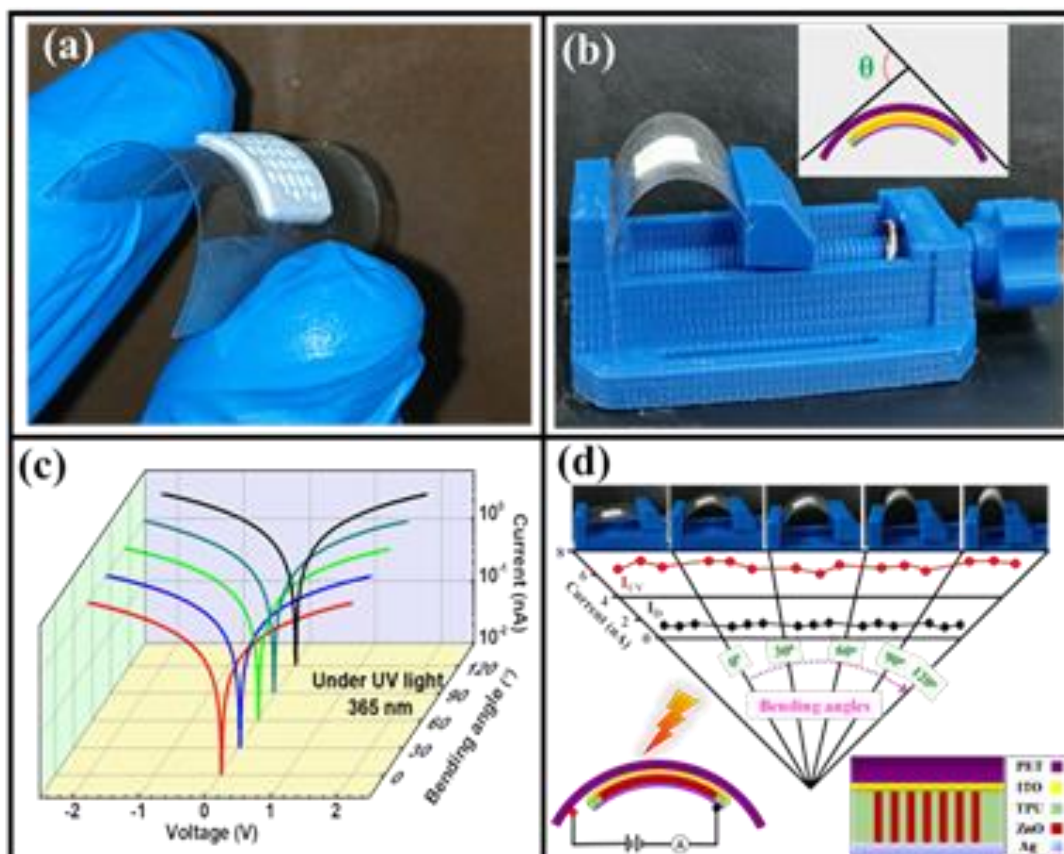 (a)
(b)
θ
(c)
10⁰
10⁻¹
10⁻²
Current (nA)
Under UV light
365 nm
120
90
60
30
0
Bending angle (°)
-2
-1
0
1
2
Voltage (V)
(d)
8
6
4
2
0
Current (nA)
I_UV
I_D
0°
30°
60°
90°
120°
Bending angles
A
PET
ITO
TPU
ZnO
Ag